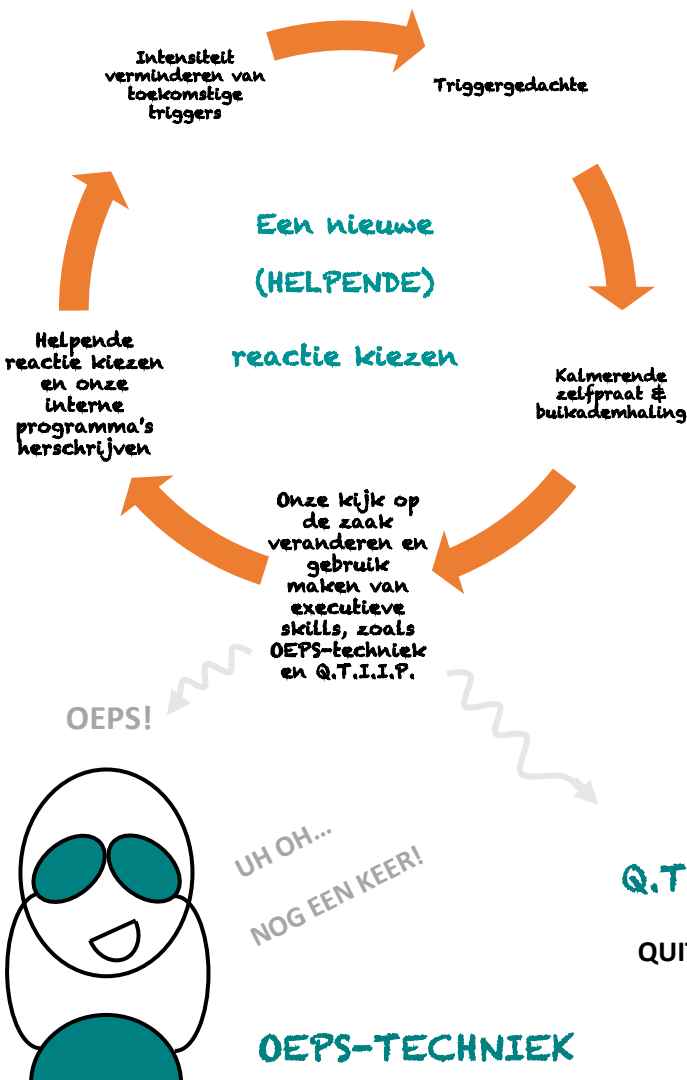 Intensiteit
verminderen van
toekomstige
triggers
Triggergedachte
Een nieuwe
(HELPENDE)
reactie kiezen
Helpende
reactie kiezen
en onze
interne
programma's
herschrijven
Kalmerende
zelfpraat &
buikademhaling
Onze kijk op
de zaak
veranderen en
gebruik
maken van
executieve
skills, zoals
OEPS-techniek
en Q.T.I.I.P.
OEPS!
UH OH...
NOG EEN KEER!
Q.T
QUIT
OEPS-TECHNIEK